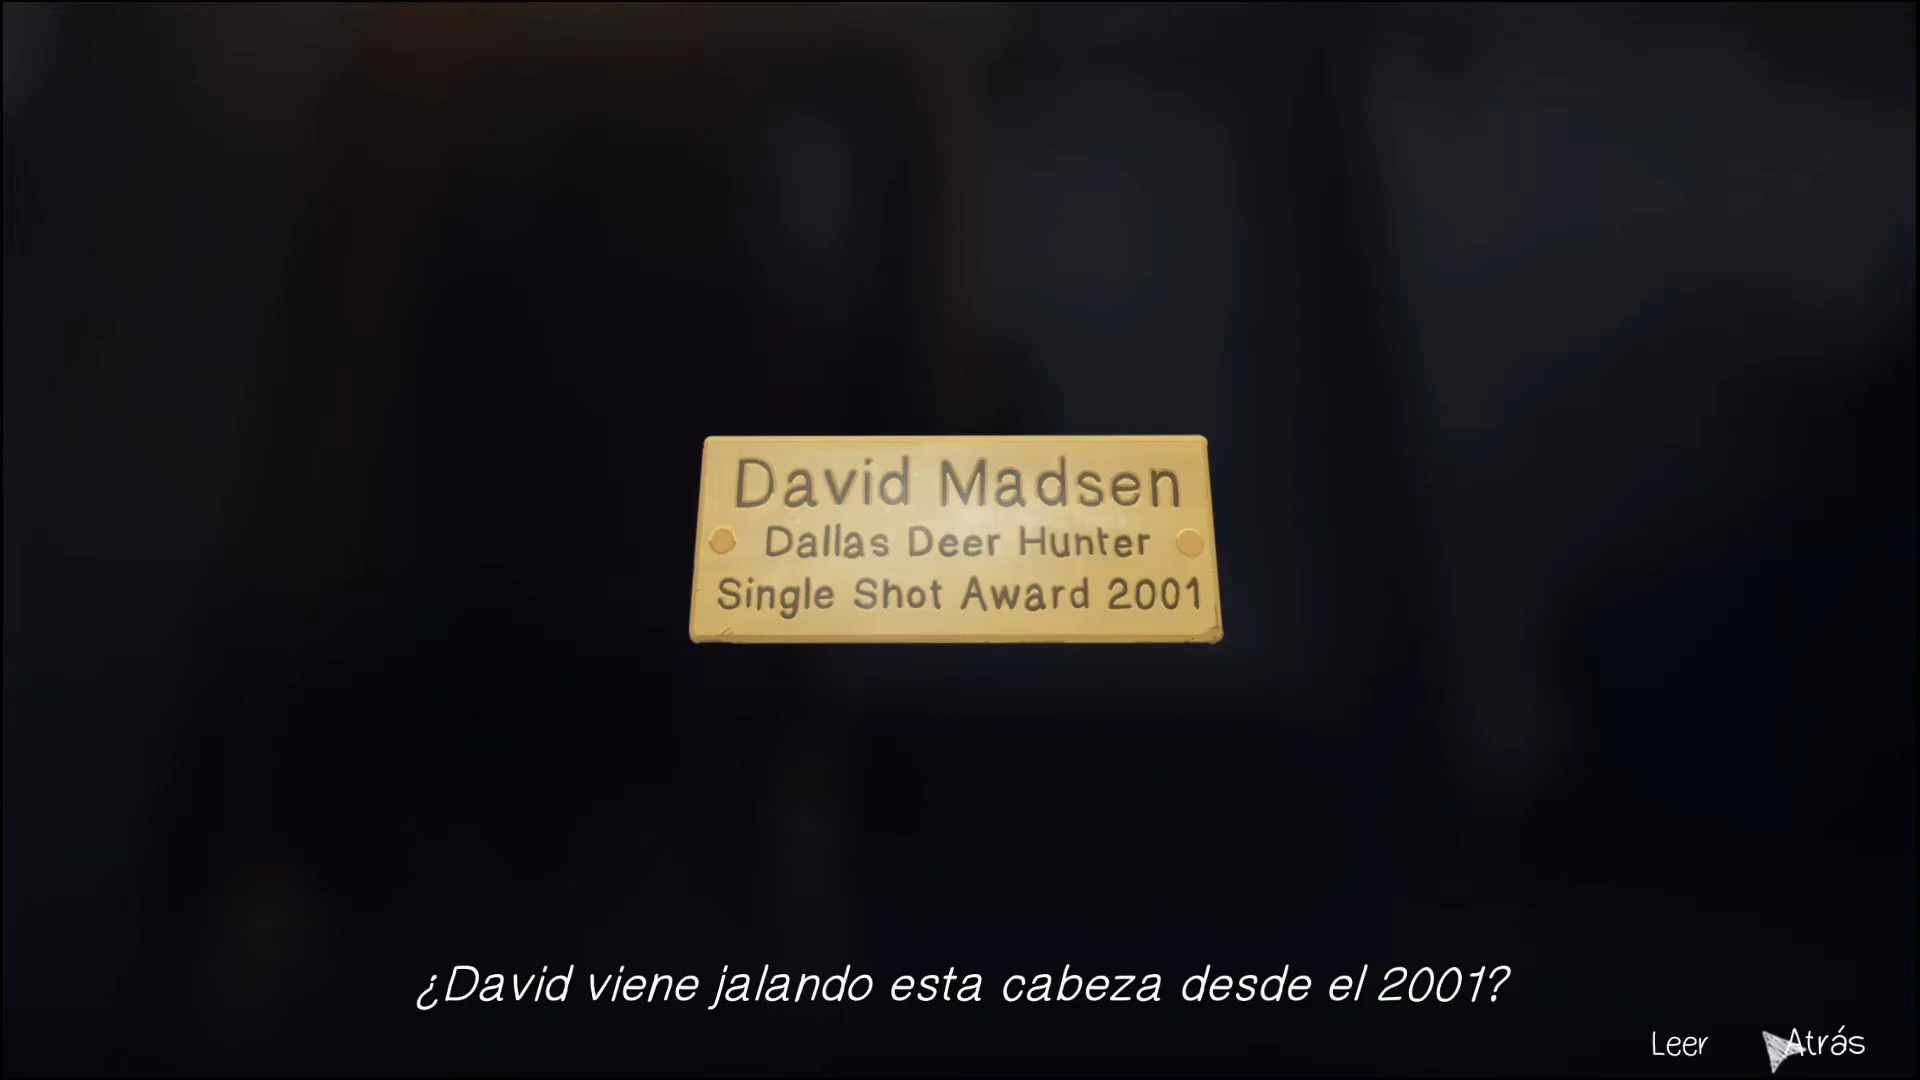 David Madsen
Dallas Deer Hunter
Single Shot Award 2001
¿David viene jalando esta cabeza desde el 2001?
Leer
Atrás